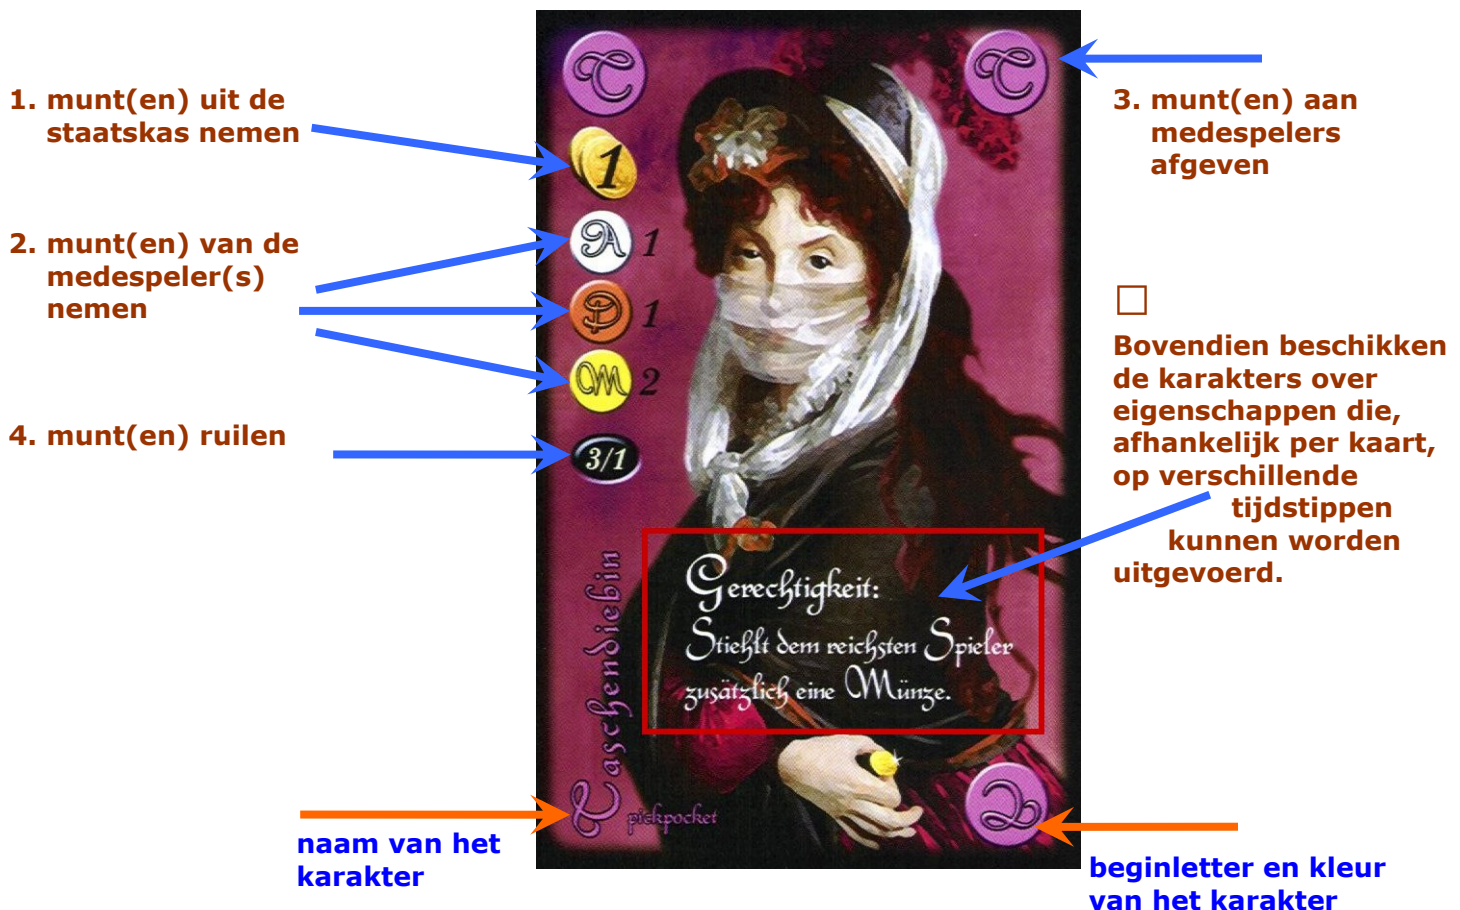 1. munt(en) uit de
staatskas nemen
2. munt(en) van de
medespeler(s)
nemen
4. munt(en) ruilen
T
T
1
A 1
D 1
M 2
3/1
Gerechtigkeit:
Stiehlt dem reichsten Spieler
zusätzlich eine Münze.
Taschendiebin
pickpocket
T
3. munt(en) aan
medespelers
afgeven
Bovendien beschikken
de karakters over
eigenschappen die,
afhankelijk per kaart,
op verschillende
tijdstippen
kunnen worden
uitgevoerd.
naam van het
karakter
beginletter en kleur
van het karakter